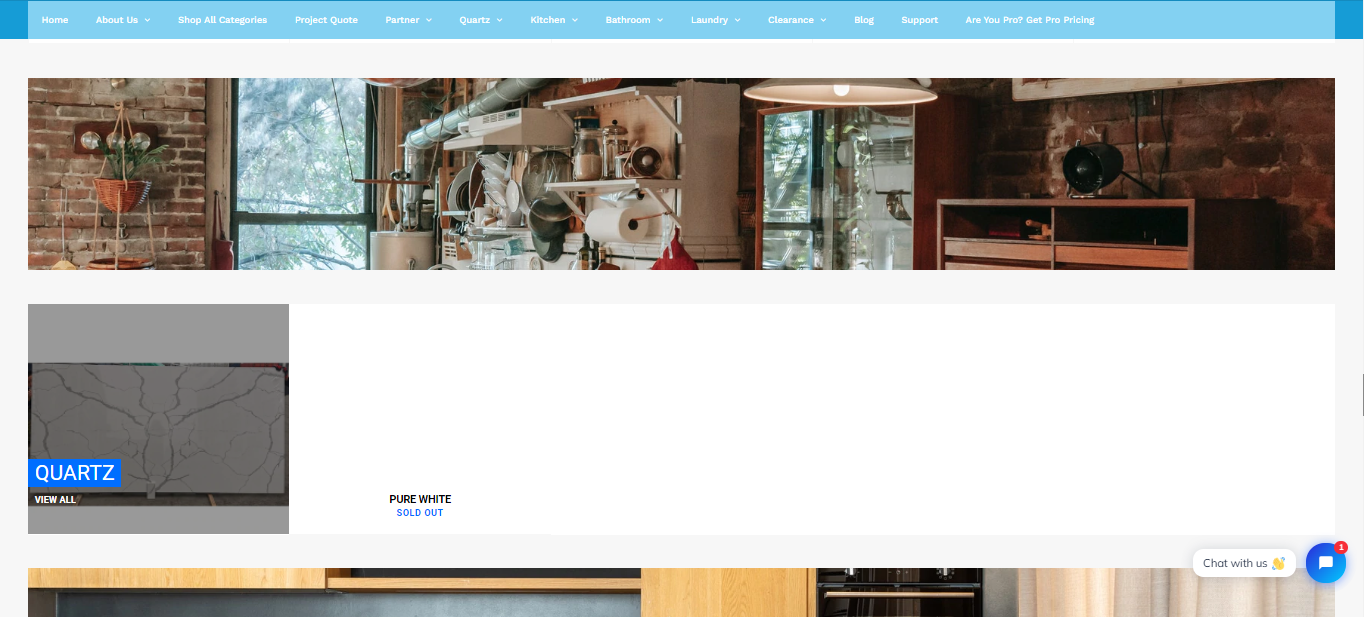 Home About Us Shop All Categories Project Quote Partner Quartz Kitchen Bathroom Laundry Clearance Blog Support Are You Pro? Get Pro Pricing
QUARTZ
VIEW ALL
PURE WHITE
SOLD OUT
1
Chat with us 👋